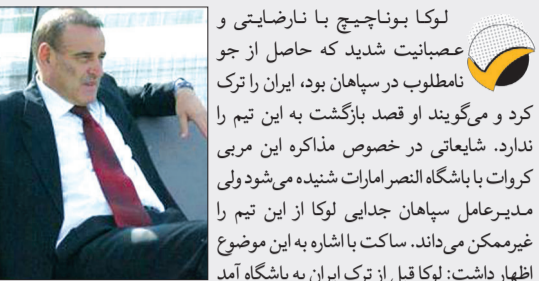 لوکا بوناچیچ با نارضایتی و
عصبانیت شدید که حاصل از جو
نامطلوب در سپاهان بود، ایران را ترک
کرد و می‌گویند او قصد بازگشت به این تیم را
ندارد. شایعاتی در خصوص مذاکره این مربی
کروات با باشگاه النصر امارات شنیده می‌شود ولی
مدیرعامل سپاهان جدایی لوکا از این تیم را
غیرممکن می‌داند. ساکت با اشاره به این موضوع
اظهار داشت: لوکا قبل از ترک ایران به باشگاه آمد